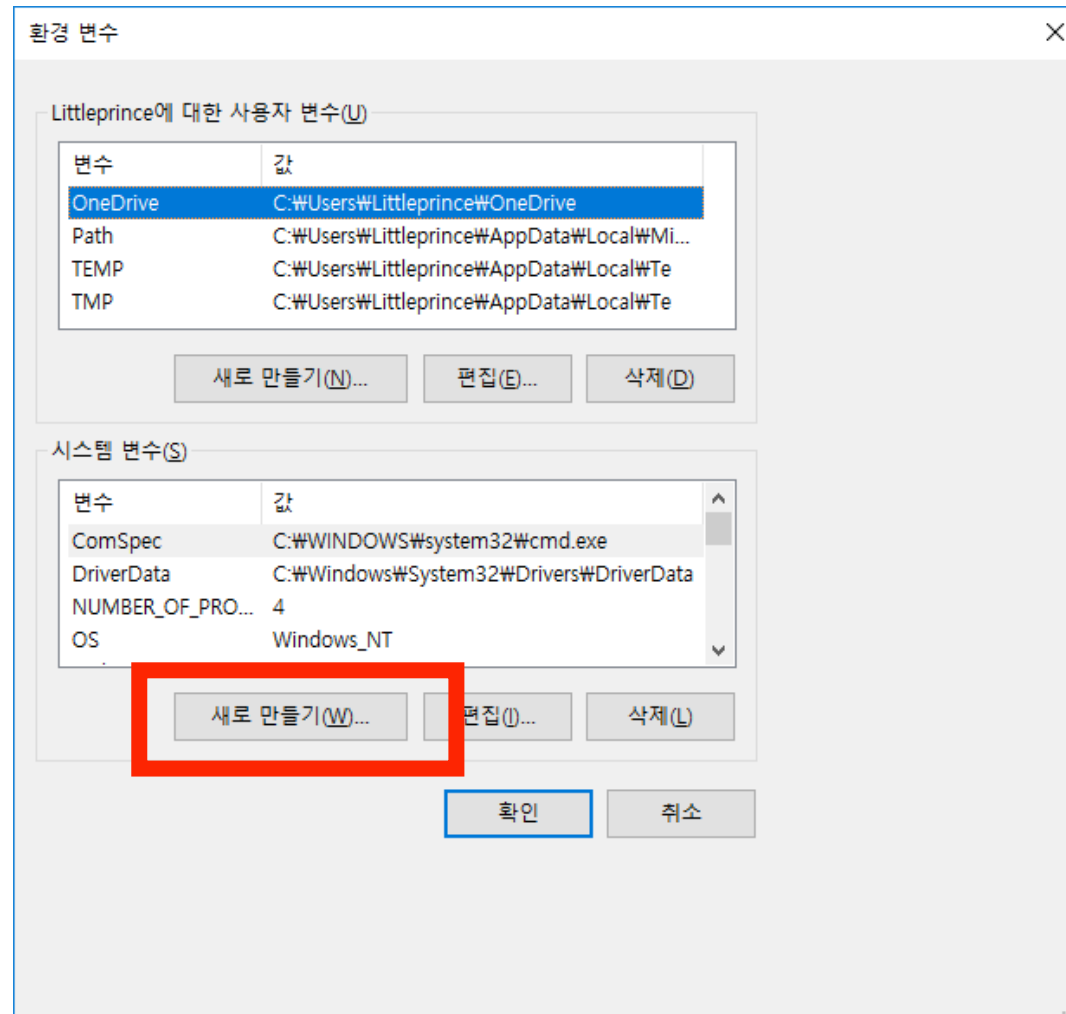 환경 변수
Littleprince에 대한 사용자 변수(U)
변수 값
OneDrive C:₩Users₩Littleprince₩OneDrive
Path C:₩Users₩Littleprince₩AppData₩Local₩Mi...
TEMP C:₩Users₩Littleprince₩AppData₩Local₩Te
TMP C:₩Users₩Littleprince₩AppData₩Local₩Te
새로 만들기(N)... 편집(E)... 삭제(D)
시스템 변수(S)
변수 값
ComSpec C:₩WINDOWS₩system32₩cmd.exe
DriverData C:₩Windows₩System32₩Drivers₩DriverData
NUMBER_OF_PRO... 4
OS Windows_NT
새로 만들기(W)... 편집(I)... 삭제(L)
확인 취소